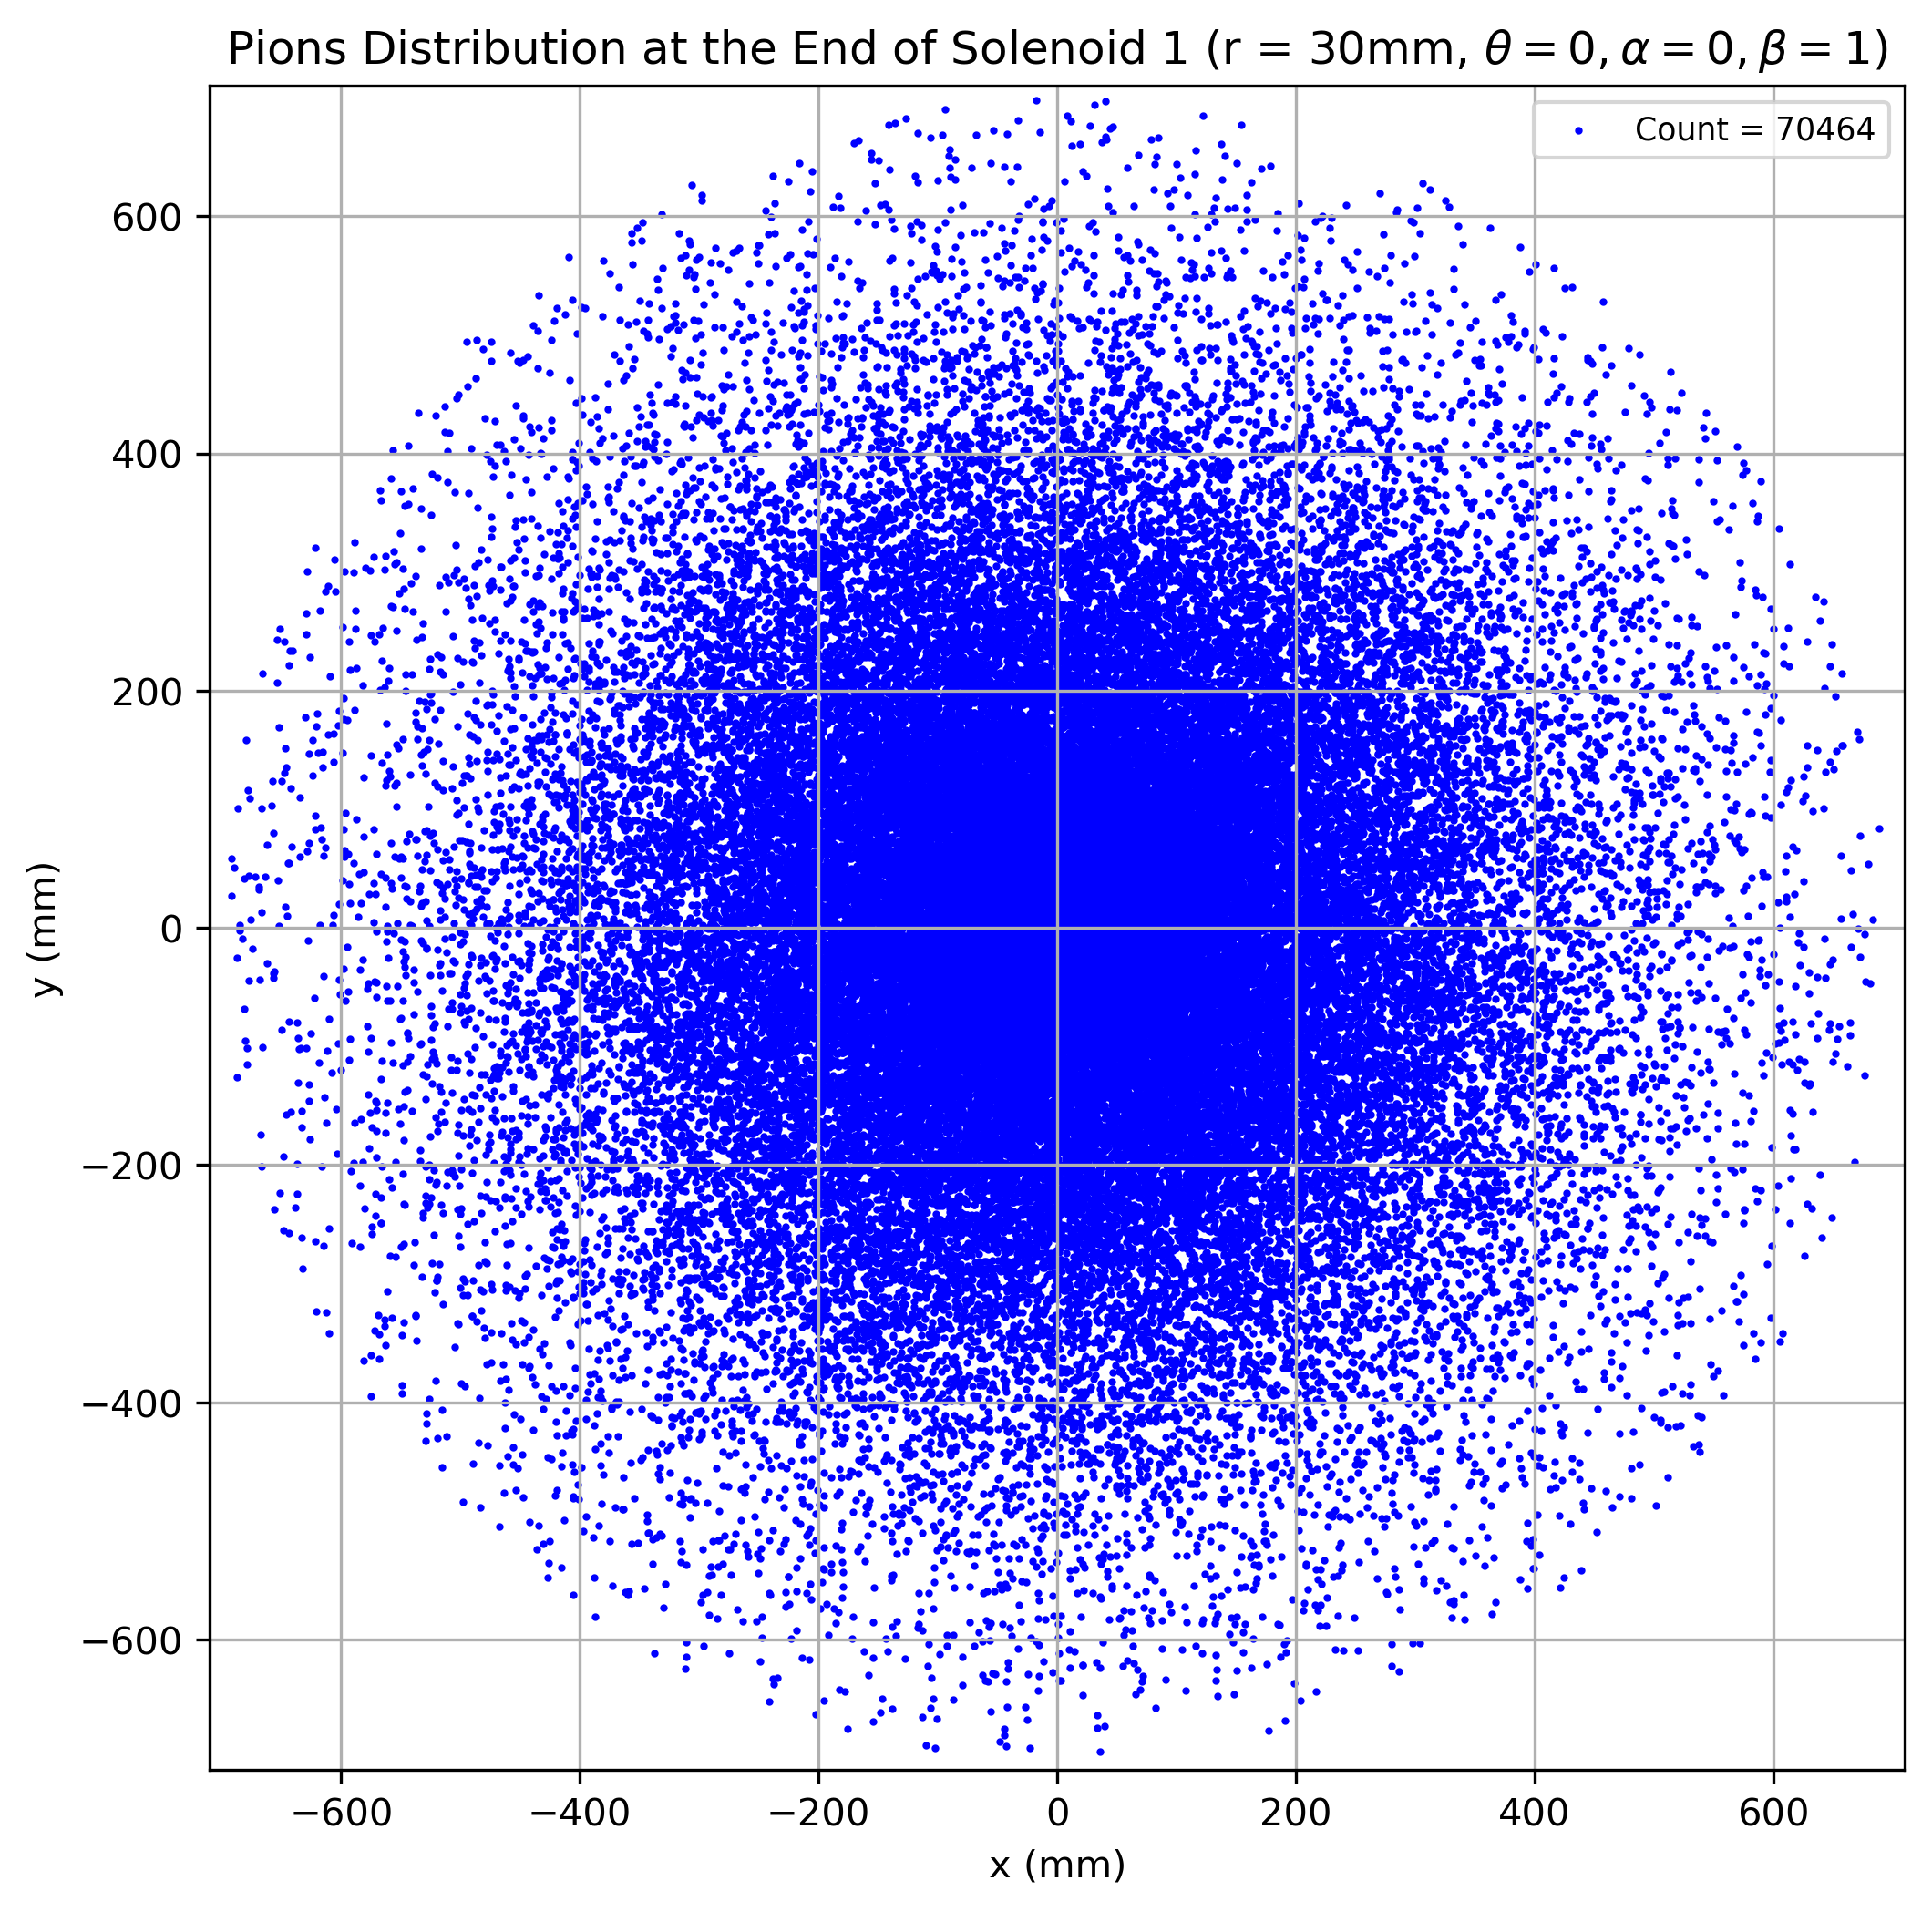 Pions Distribution at the End of Solenoid 1 (r = 30mm, θ = 0, α = 0, β = 1)
Count = 70464
600
400
200
0
−200
−400
−600
y (mm)
−600 −400 −200 0 200 400 600
x (mm)